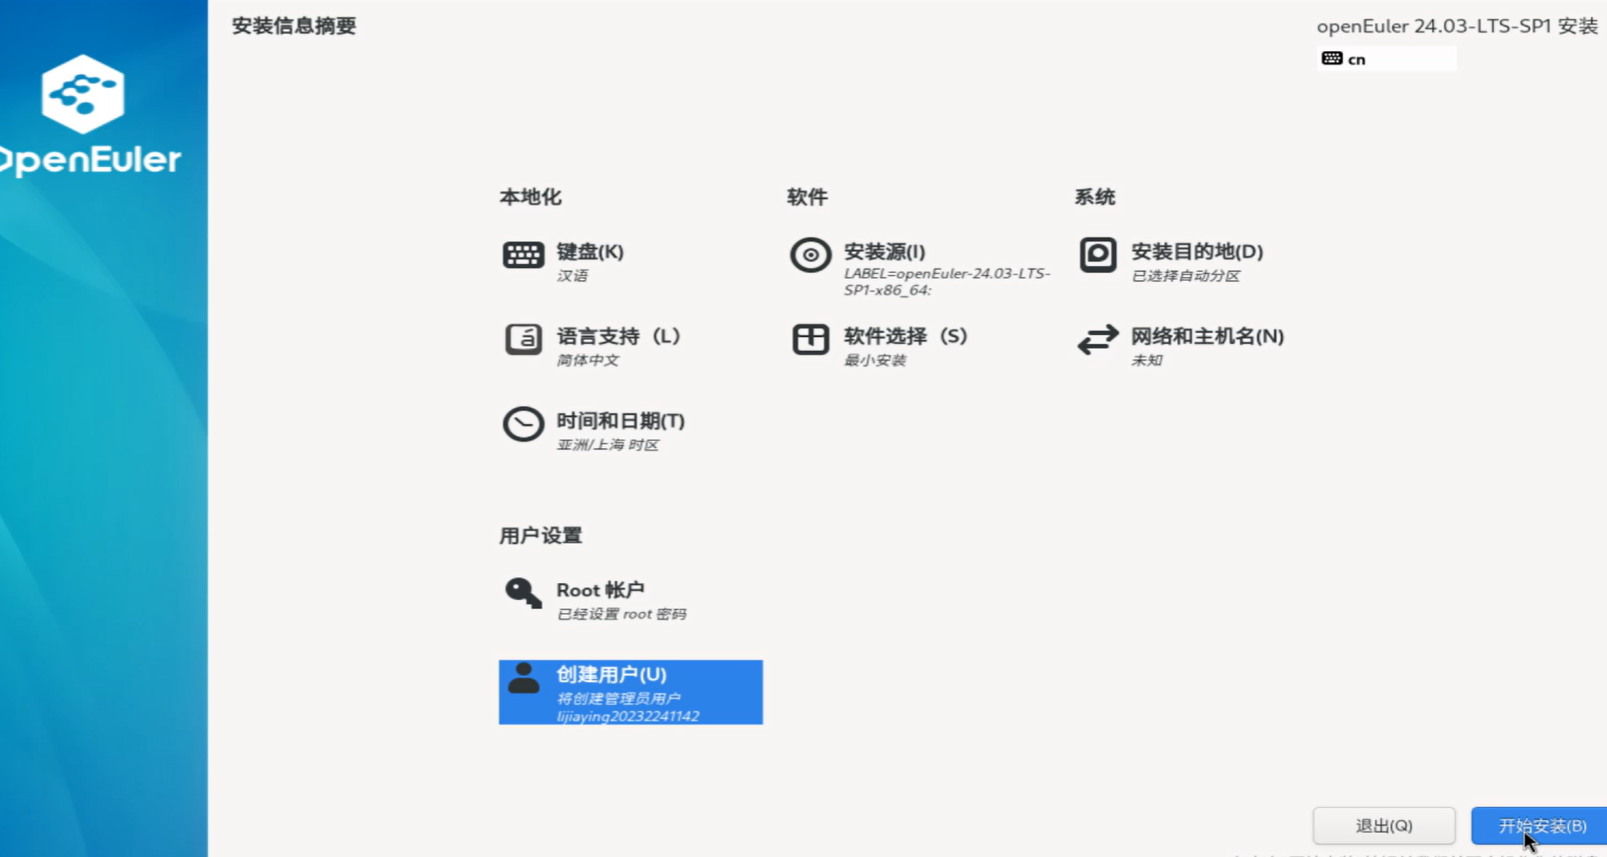 安装信息摘要
openEuler 24.03-LTS-SP1 安装
cn
penEuler
本地化
键盘(K)
汉语
语言支持（L）
简体中文
时间和日期(T)
亚洲/上海 时区
软件
安装源(I)
LABEL=openEuler-24.03-LTS-
SP1-x86_64:
软件选择（S）
最小安装
系统
安装目的地(D)
已选择自动分区
网络和主机名(N)
未知
用户设置
Root 帐户
已经设置 root 密码
创建用户(U)
将创建管理员用户
lijiaying20232241142
退出(Q)
开始安装(B)